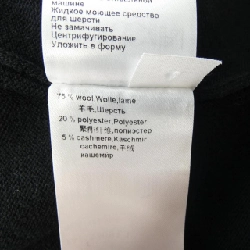 машине
Жидкое моющее средство
для шерсти
Не замачивать
Центрифугирование
Уложить в форму
75 % wool,Wolle,laine
羊毛,Шерсть
20 % polyester,Polyester
聚酯纤维,полиэстер
5 % cashmere,Kaschmir
cachemire,羊绒
кашемир